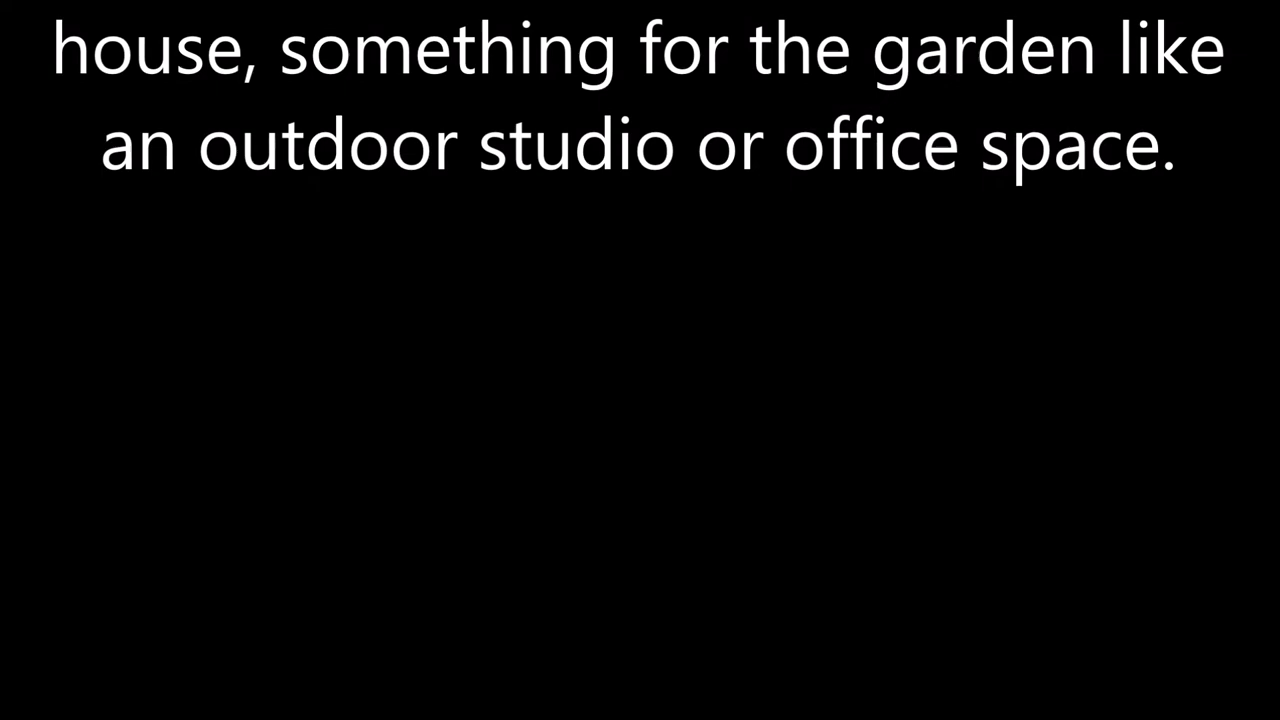 house, something for the garden like
an outdoor studio or office space.